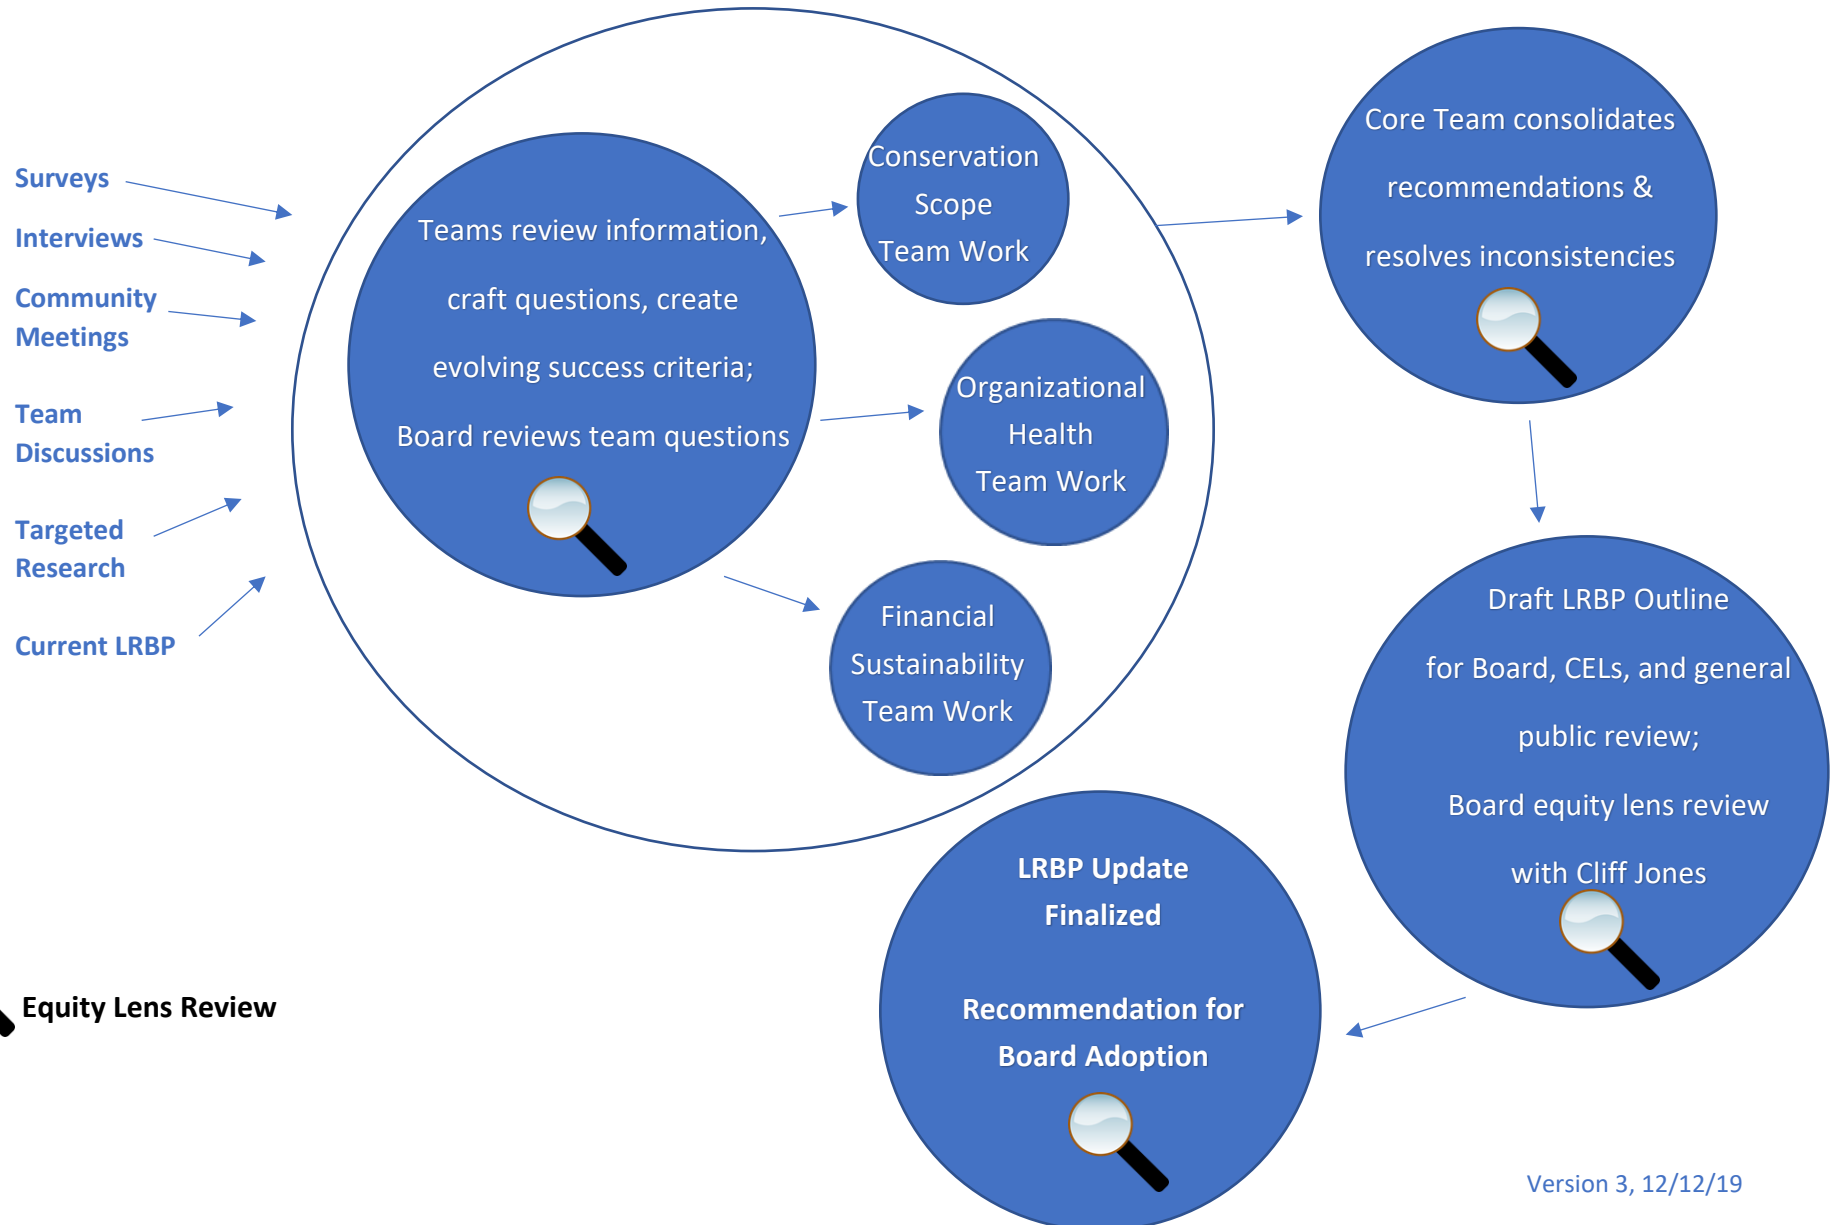 Surveys
Interviews
Community
Meetings
Team
Discussions
Targeted
Research
Current LRBP
Teams review information,
craft questions, create
evolving success criteria;
Board reviews team questions
Conservation
Scope
Team Work
Organizational
Health
Team Work
Financial
Sustainability
Team Work
Core Team consolidates
recommendations &
resolves inconsistencies
Draft LRBP Outline
for Board, CELs, and general
public review;
Board equity lens review
with Cliff Jones
LRBP Update
Finalized
Recommendation for
Board Adoption
Equity Lens Review
Version 3, 12/12/19